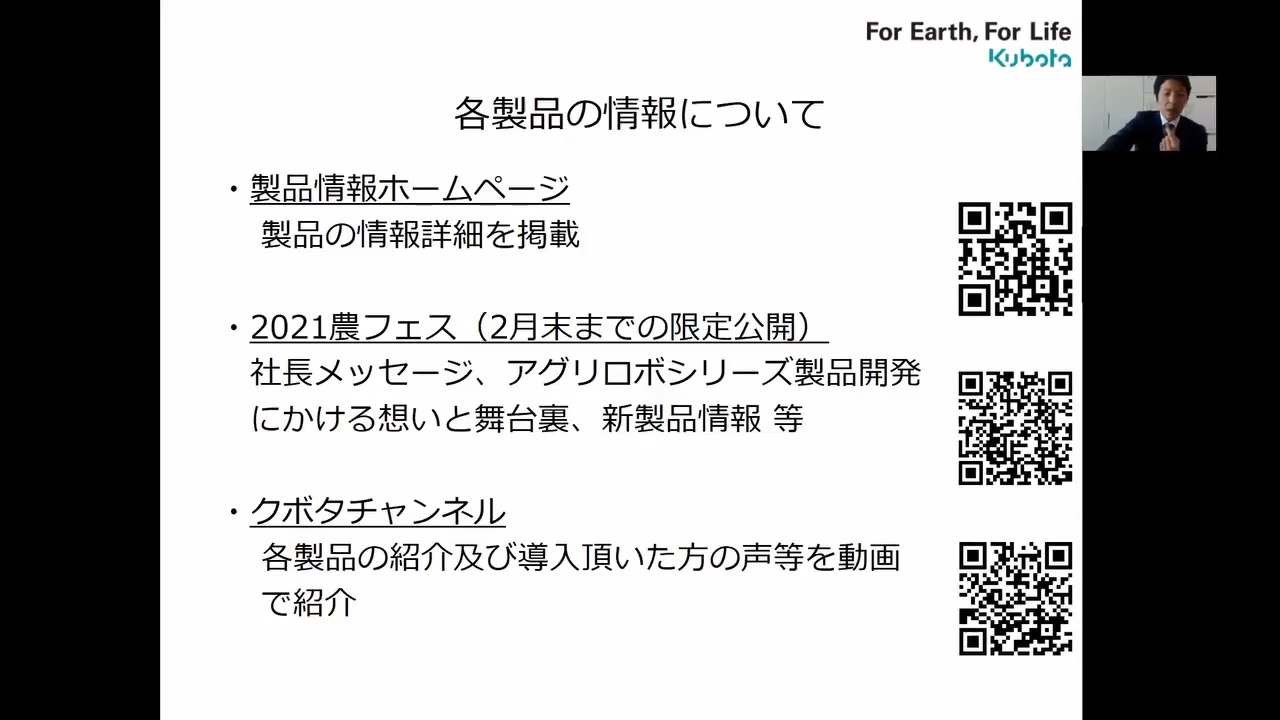 For Earth, For Life
Kubota
各製品の情報について
・製品情報ホームページ
製品の情報詳細を掲載
・2021農フェス（2月末までの限定公開）
社長メッセージ、アグリロボシリーズ製品開発
にかける想いと舞台裏、新製品情報 等
・クボタチャンネル
各製品の紹介及び導入頂いた方の声等を動画
で紹介